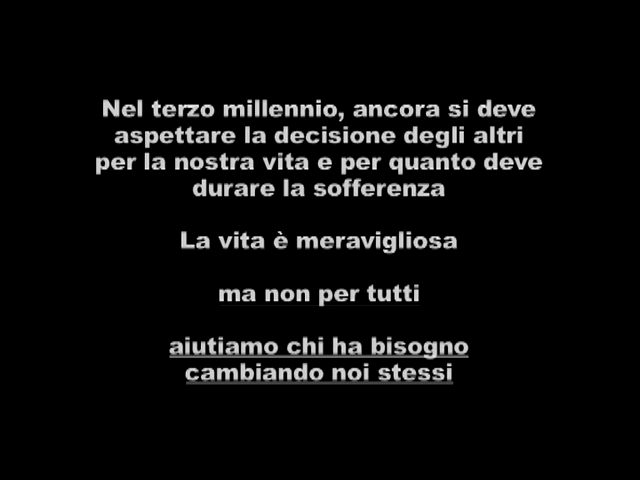 Nel terzo millennio, ancora si deve
aspettare la decisione degli altri
per la nostra vita e per quanto deve
durare la sofferenza
La vita è meravigliosa
ma non per tutti
aiutiamo chi ha bisogno
cambiando noi stessi